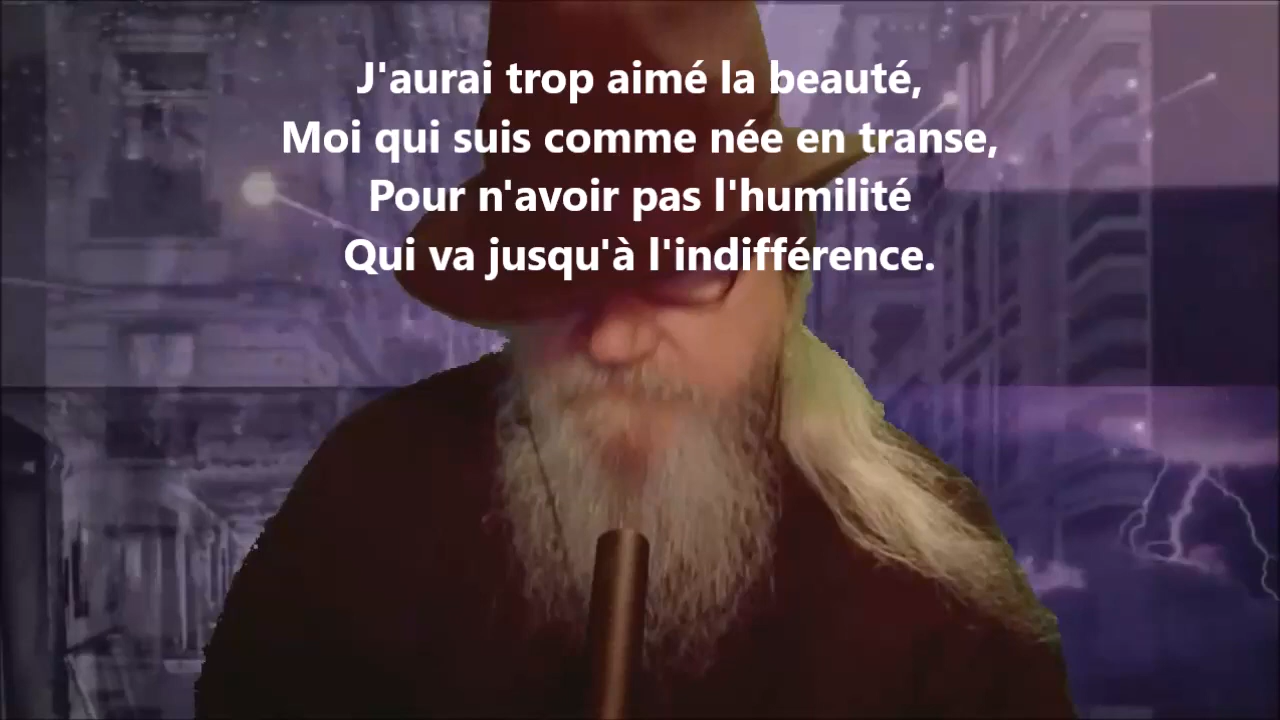 J'aurai trop aimé la beauté,
Moi qui suis comme née en transe,
Pour n'avoir pas l'humilité
Qui va jusqu'à l'indifférence.